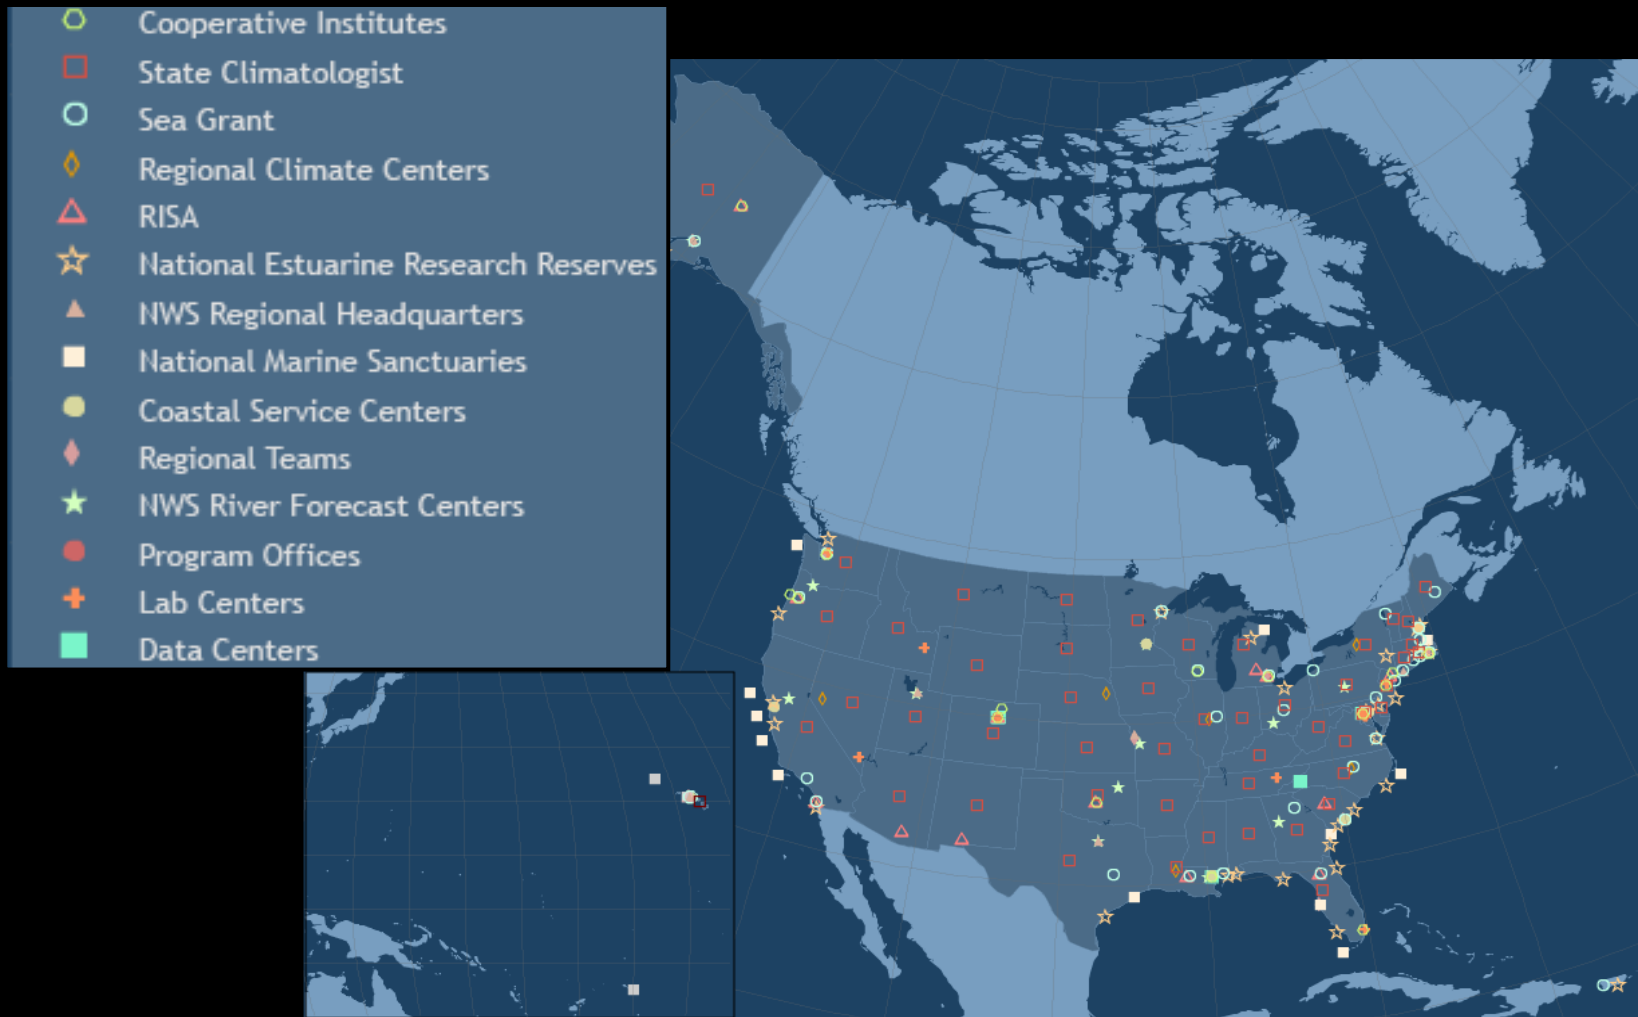 Cooperative Institutes
State Climatologist
Sea Grant
Regional Climate Centers
RISA
National Estuarine Research Reserves
NWS Regional Headquarters
National Marine Sanctuaries
Coastal Service Centers
Regional Teams
NWS River Forecast Centers
Program Offices
Lab Centers
Data Centers